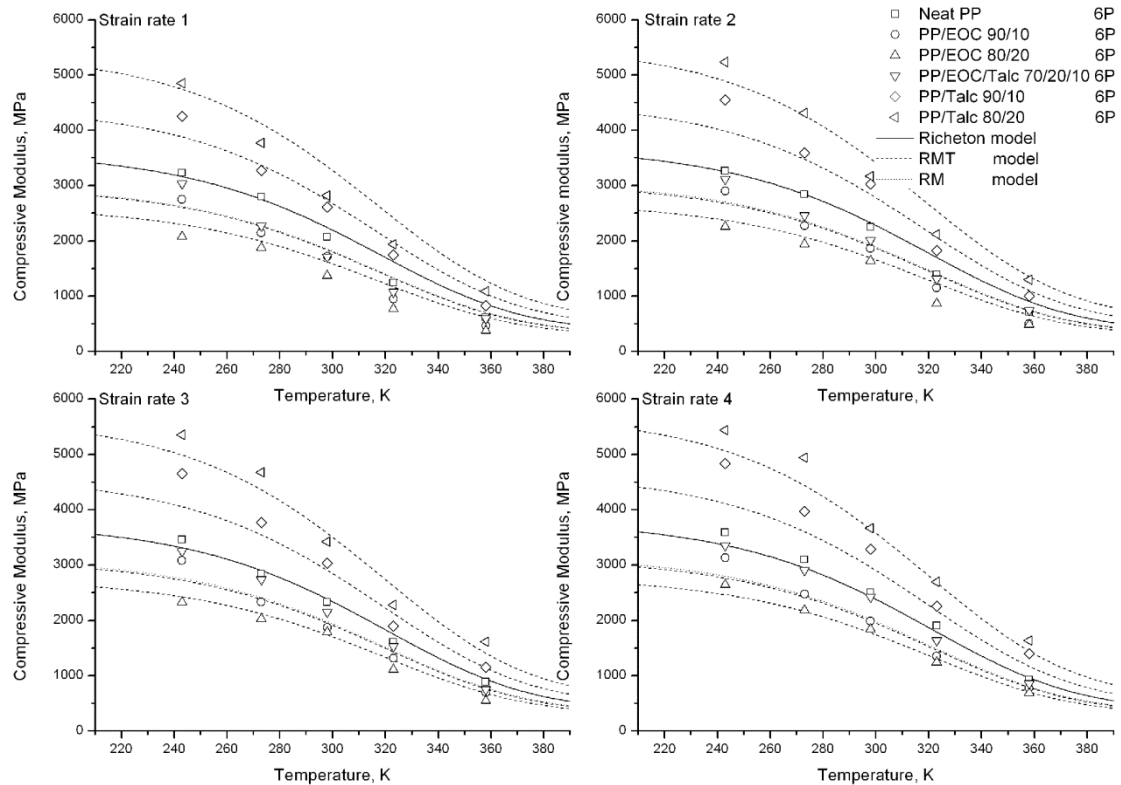 Strain rate 1
6000
5000
4000
3000
2000
1000
0
Compressive Modulus, MPa
220 240 260 280 300 320 340 360 380
Temperature, K
Strain rate 2
6000
5000
4000
3000
2000
1000
0
Compressive modulus, MPa
220 240 260 280 300 320 340 360 380
Temperature, K
Neat PP 6P
PP/EOC 90/10 6P
PP/EOC 80/20 6P
PP/EOC/Talc 70/20/10 6P
PP/Talc 90/10 6P
PP/Talc 80/20 6P
Richeton model
RMT model
RM model
Strain rate 3
6000
5000
4000
3000
2000
1000
0
Compressive Modulus, MPa
220 240 260 280 300 320 340 360 380
Temperature, K
Strain rate 4
6000
5000
4000
3000
2000
1000
0
Compressive Modulus, MPa
220 240 260 280 300 320 340 360 380
Temperature, K